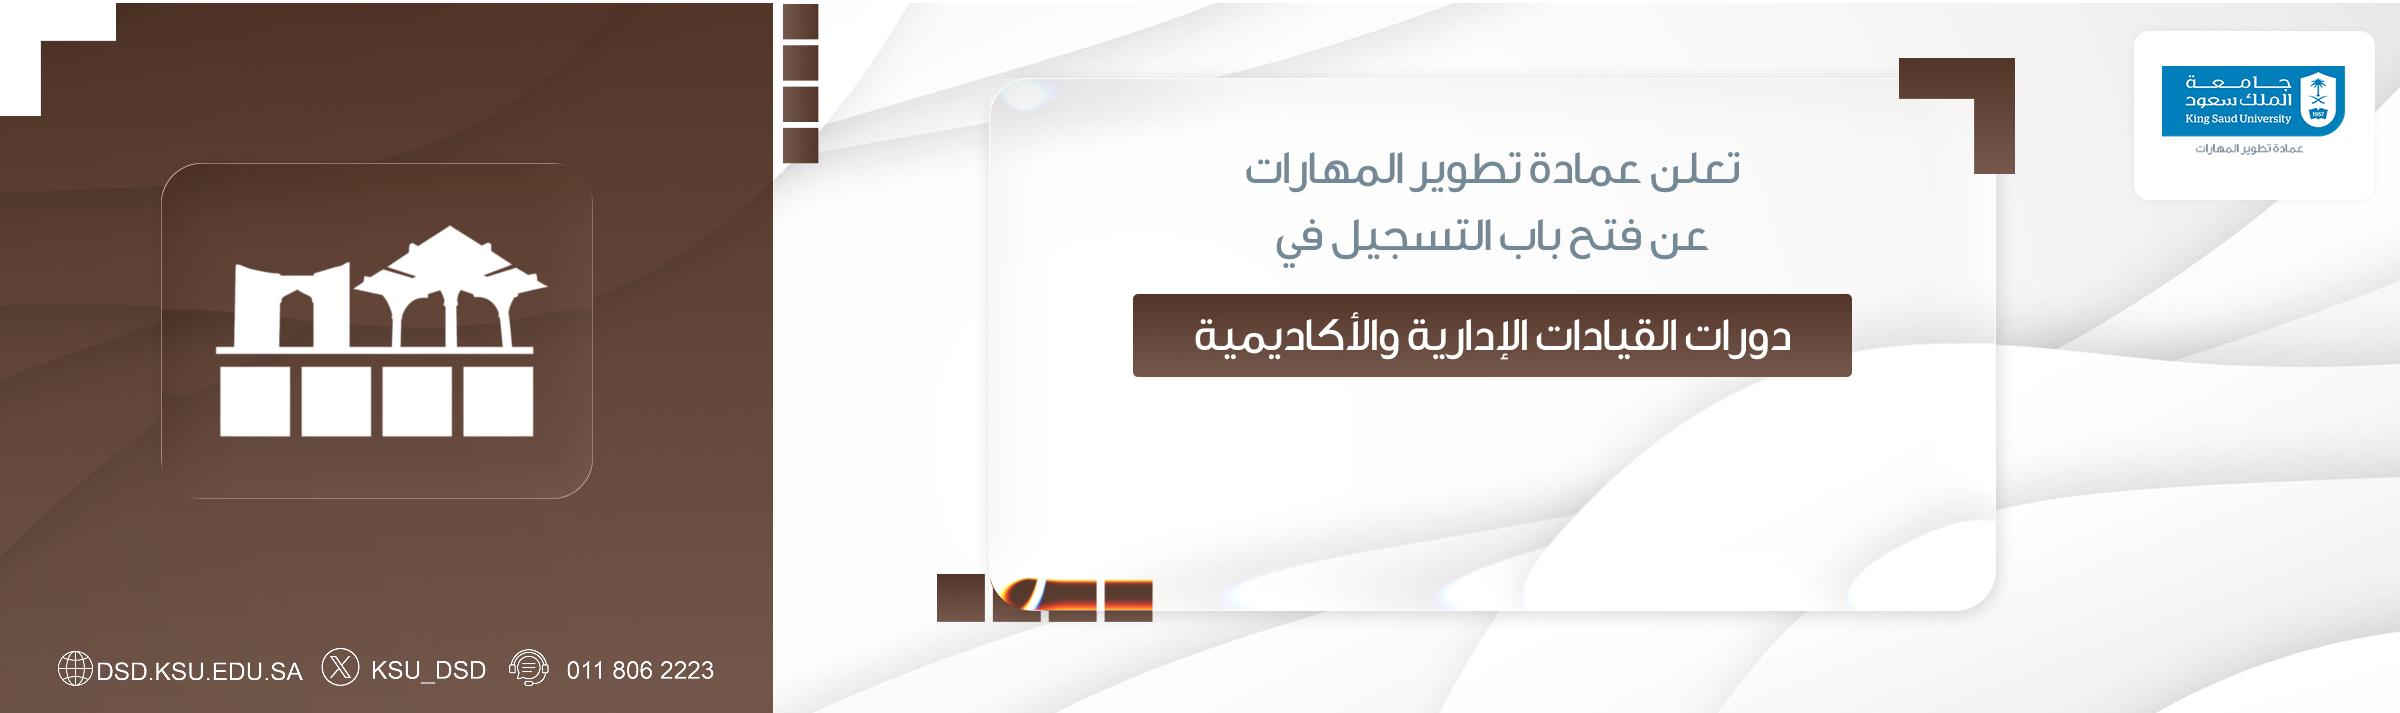 جامعة
الملك سعود
King Saud University
1957
عمادة تطوير المهارات
تعلن عمادة تطوير المهارات
عن فتح باب التسجيل في
دورات القيادات الإدارية والأكاديمية
DSD.KSU.EDU.SA KSU_DSD 011 806 2223